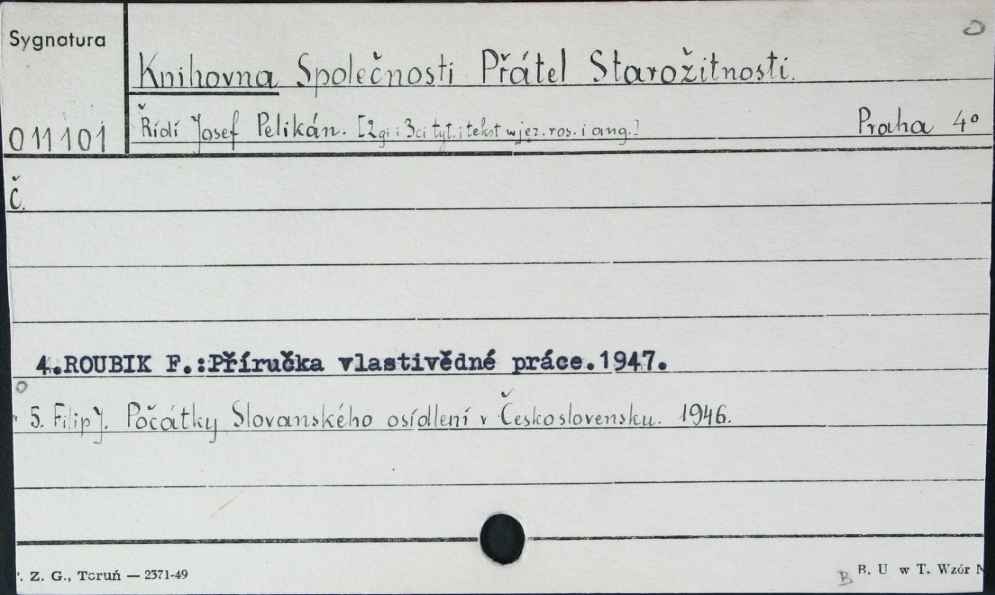 Sygnatura
O
Knihovna Společnosti Přátel Starožitností.
011101
Řídí Josef Pelikán. [2gi i 3ci tyt. i tekst w jęz. ros. i ang.] Praha 4°
Č.
4.ROUBIK F.:Příručka vlastivědné práce.1947.
5. Filip J. Počátky Slovanského osídlení v Československu. 1946.
. Z. G., Toruń — 2371-49
B B. U w T. Wzór N